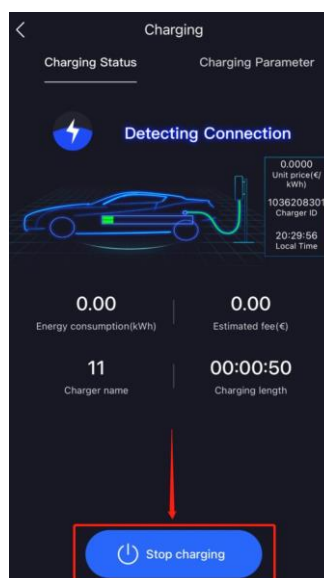 Charging
Charging Status
Charging Parameter
Detecting Connection
0.0000
Unit price(€/
kWh)
1036208301
Charger ID
20:29:56
Local Time
0.00
Energy consumption(kWh)
0.00
Estimated fee(€)
11
Charger name
00:00:50
Charging length
Stop charging